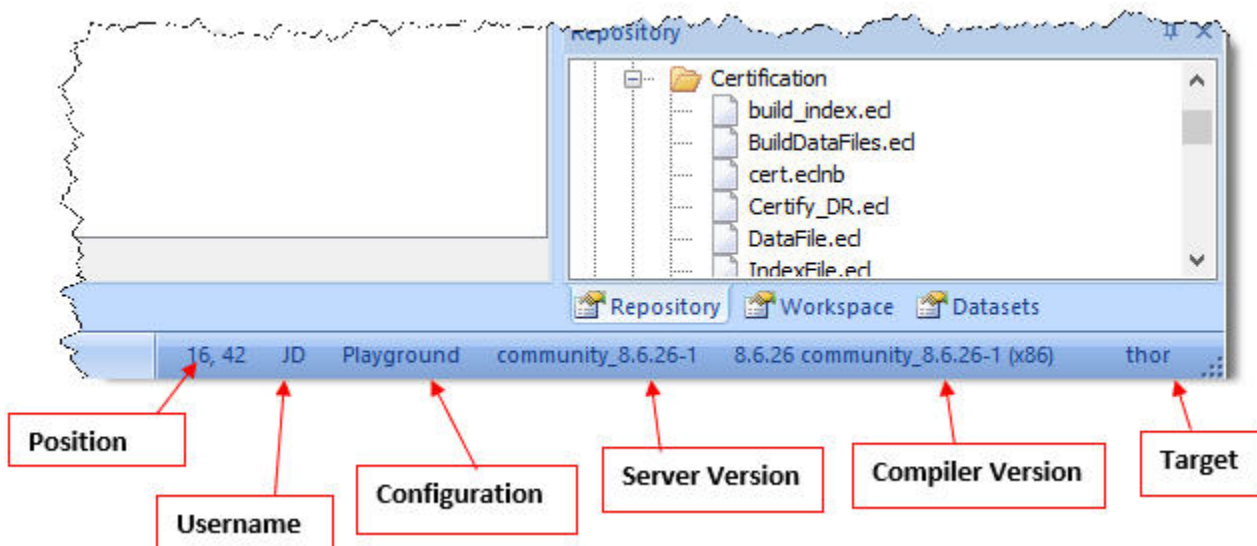 Repository
Certification
build_index.ecl
BuildDataFiles.ecl
cert.eclnb
Certify_DR.ecl
DataFile.ecl
IndexFile.ecl
Repository Workspace Datasets
16, 42 JD Playground community_8.6.26-1 8.6.26 community_8.6.26-1 (x86) thor
Position
Username
Configuration
Server Version
Compiler Version
Target